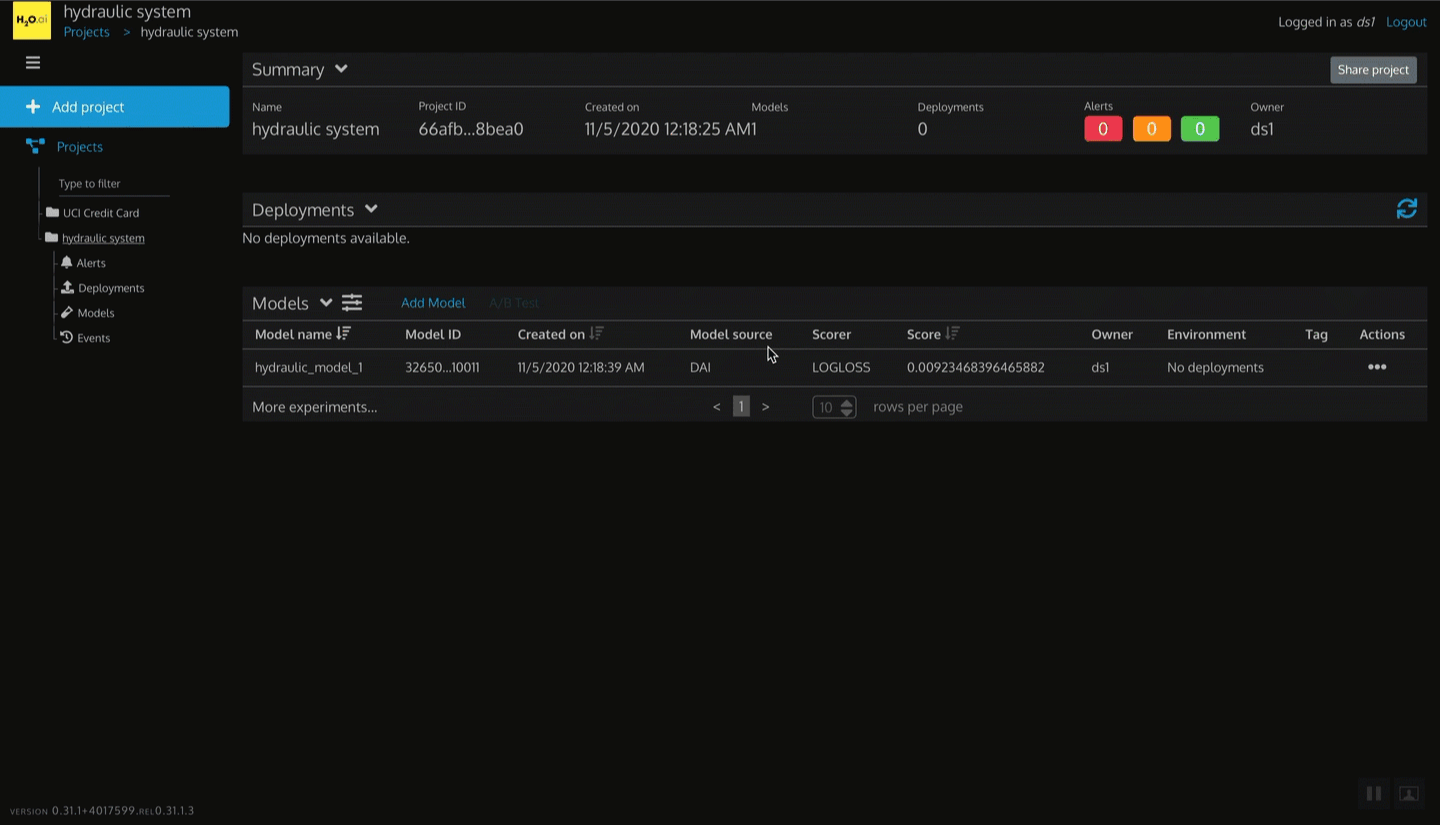 H2O.ai
hydraulic system
Projects > hydraulic system
Logged in as ds1 Logout
Add project
Projects
Type to filter
UCI Credit Card
hydraulic system
Alerts
Deployments
Models
Events
Summary
Share project
Name Project ID Created on Models Deployments Alerts Owner
hydraulic system 66afb...8bea0 11/5/2020 12:18:25 AM 1 0 0 0 0 ds1
Deployments
No deployments available.
Models Add Model A/B Test
Model name Model ID Created on Model source Scorer Score Owner Environment Tag Actions
hydraulic_model_1 32650...10011 11/5/2020 12:18:39 AM DAI LOGLOSS 0.00923468396465882 ds1 No deployments •••
More experiments... < 1 > 10 rows per page
VERSION 0.31.1+4017599.REL0.31.1.3